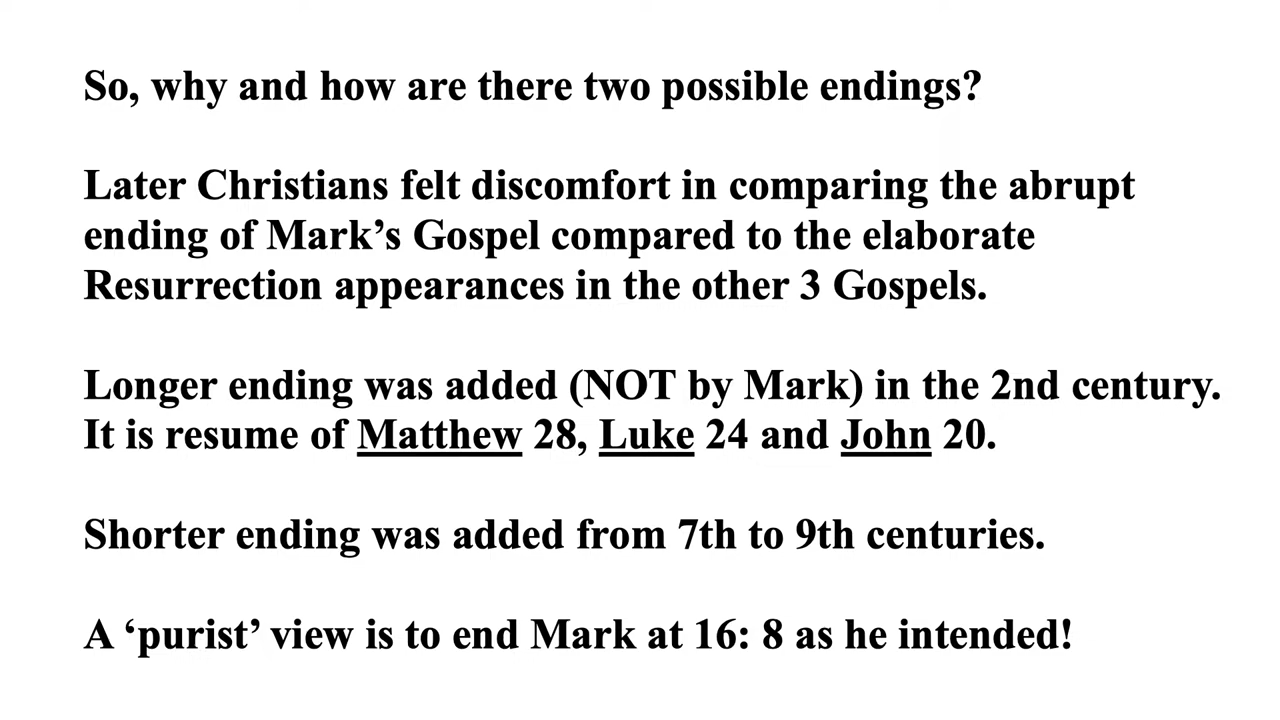 So, why and how are there two possible endings?
Later Christians felt discomfort in comparing the abrupt
ending of Mark’s Gospel compared to the elaborate
Resurrection appearances in the other 3 Gospels.
Longer ending was added (NOT by Mark) in the 2nd century.
It is resume of Matthew 28, Luke 24 and John 20.
Shorter ending was added from 7th to 9th centuries.
A ‘purist’ view is to end Mark at 16: 8 as he intended!